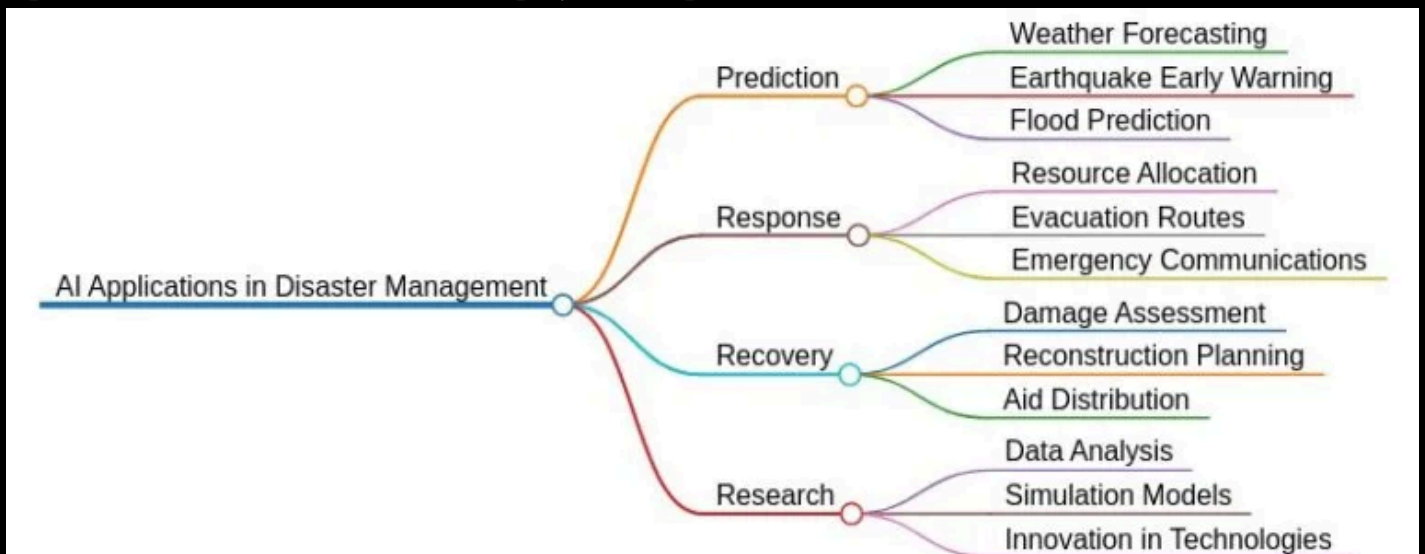 AI Applications in Disaster Management
Prediction
Weather Forecasting
Earthquake Early Warning
Flood Prediction
Response
Resource Allocation
Evacuation Routes
Emergency Communications
Recovery
Damage Assessment
Reconstruction Planning
Aid Distribution
Research
Data Analysis
Simulation Models
Innovation in Technologies